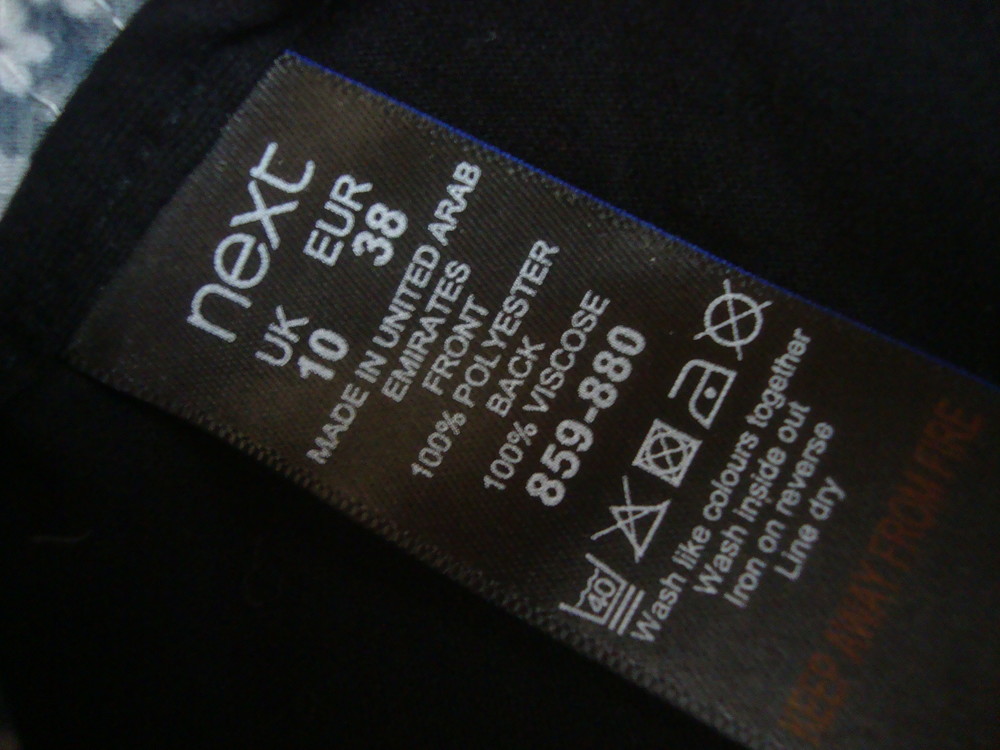 next
UK EUR
10 38
MADE IN UNITED ARAB
EMIRATES
FRONT
100% POLYESTER
BACK
100% VISCOSE
859-880
40
Wash like colours together
Wash inside out
Iron on reverse
Line dry
KEEP AWAY FROM FIRE